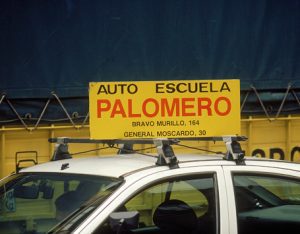 AUTO ESCUELA
PALOMERO
BRAVO MURILLO, 164
GENERAL MOSCARDO, 30